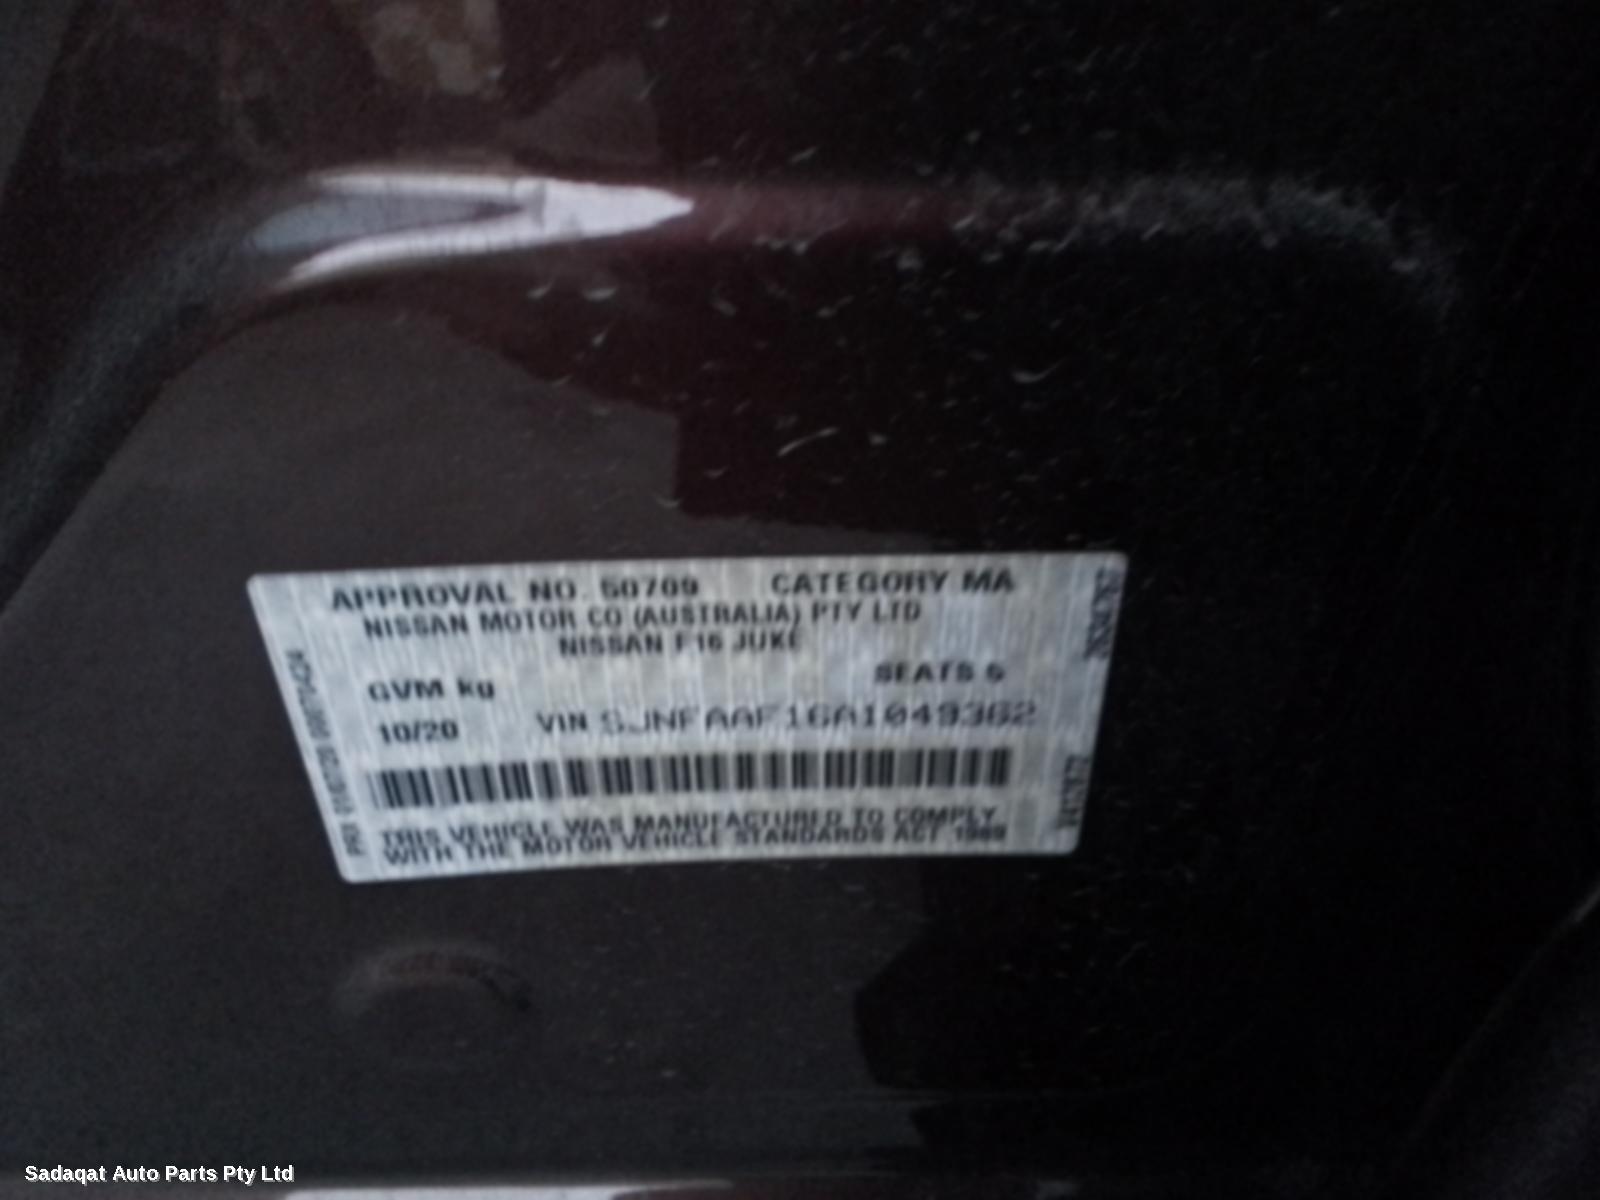 APPROVAL NO. 50709 CATEGORY MA
NISSAN MOTOR CO (AUSTRALIA) PTY LTD
NISSAN F16 JUKE
GVM kg SEATS 5
10/20 VIN SJNFAAF16A1049362
THIS VEHICLE WAS MANUFACTURED TO COMPLY
WITH THE MOTOR VEHICLE STANDARDS ACT 1989
Sadaqat Auto Parts Pty Ltd